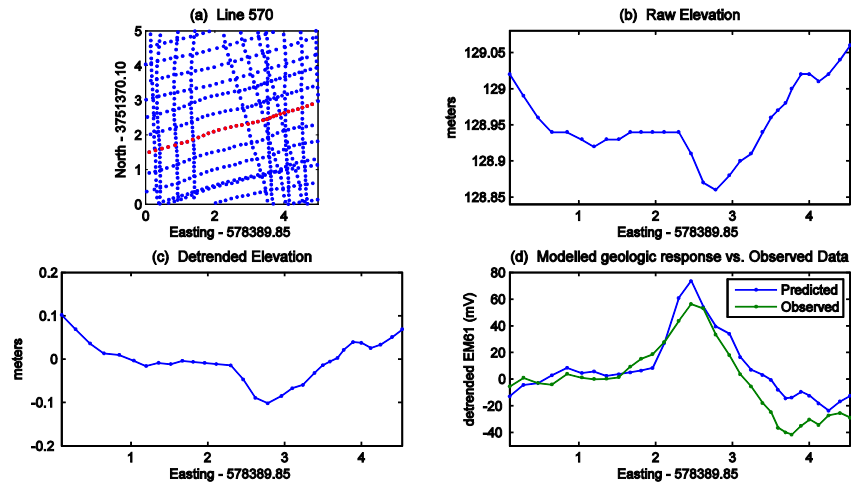 (a) Line 570
5
4
3
2
1
0
0 2 4
North - 3751370.10
Easting - 578389.85
(b) Raw Elevation
129.05
129
128.95
128.9
128.85
1 2 3 4
meters
Easting - 578389.85
(c) Detrended Elevation
0.2
0.1
0
-0.1
-0.2
1 2 3 4
meters
Easting - 578389.85
(d) Modelled geologic response vs. Observed Data
80
60
40
20
0
-20
-40
1 2 3 4
detrended EM61 (mV)
Easting - 578389.85
Predicted
Observed